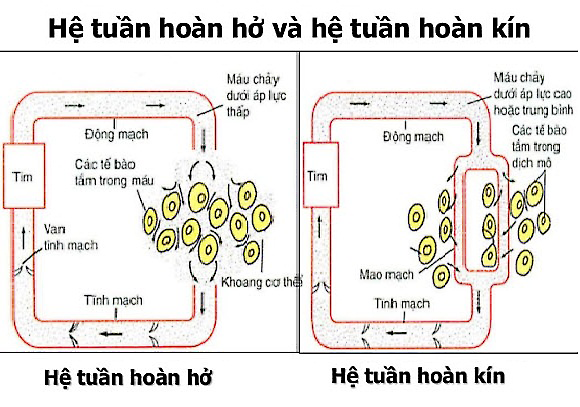 Hệ tuần hoàn hở và hệ tuần hoàn kín
Máu chảy
dưới áp lực
thấp
Động mạch
Các tế bào
tắm trong máu
Tim
Van
tĩnh mạch
Khoang cơ thể
Tĩnh mạch
Máu chảy
dưới áp lực cao
hoặc trung bình
Động mạch
Các tế bào
tắm trong
dịch mô
Tim
Mao mạch
Tĩnh mạch
Hệ tuần hoàn hở
Hệ tuần hoàn kín